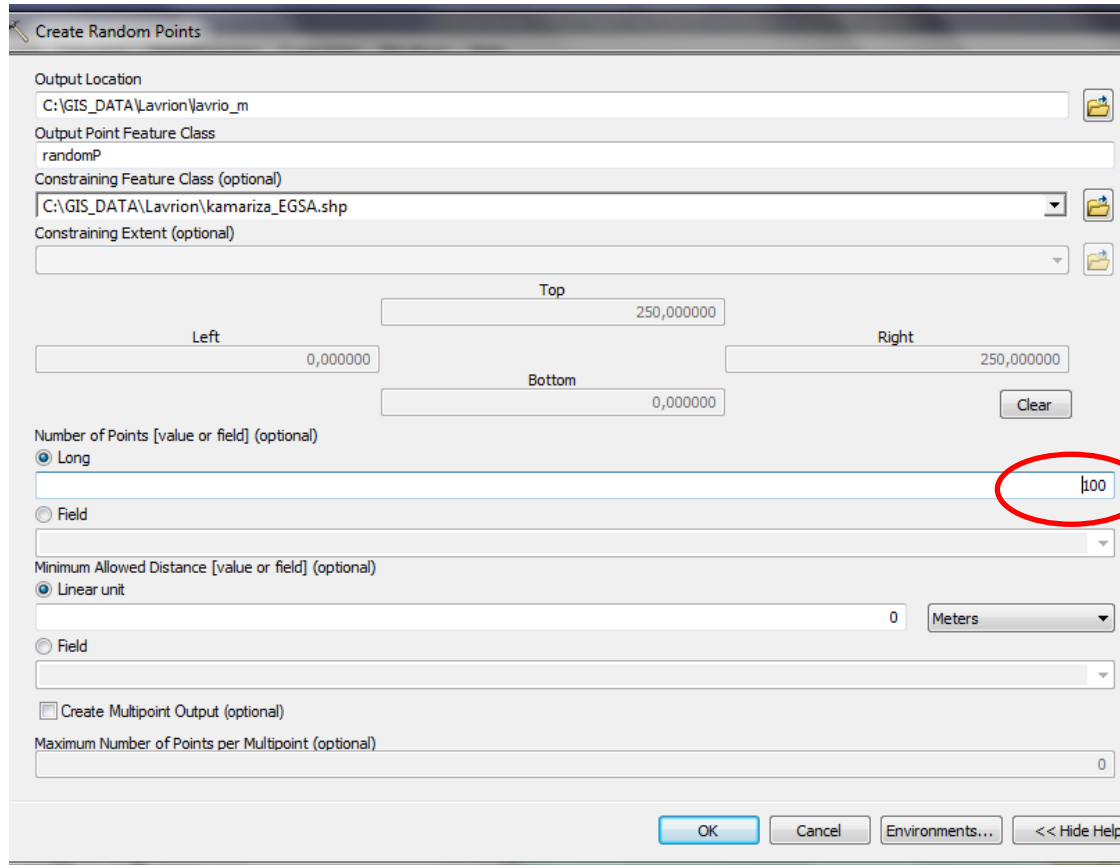 Create Random Points
Output Location
C:\GIS_DATA\Lavrion\lavrio_m
Output Point Feature Class
randomP
Constraining Feature Class (optional)
C:\GIS_DATA\Lavrion\kamariza_EGSA.shp
Constraining Extent (optional)
Top
250,000000
Left
Right
0,000000
250,000000
Bottom
0,000000
Clear
Number of Points [value or field] (optional)
Long
100
Field
Minimum Allowed Distance [value or field] (optional)
Linear unit
0 Meters
Field
Create Multipoint Output (optional)
Maximum Number of Points per Multipoint (optional)
0
OK Cancel Environments... << Hide Help